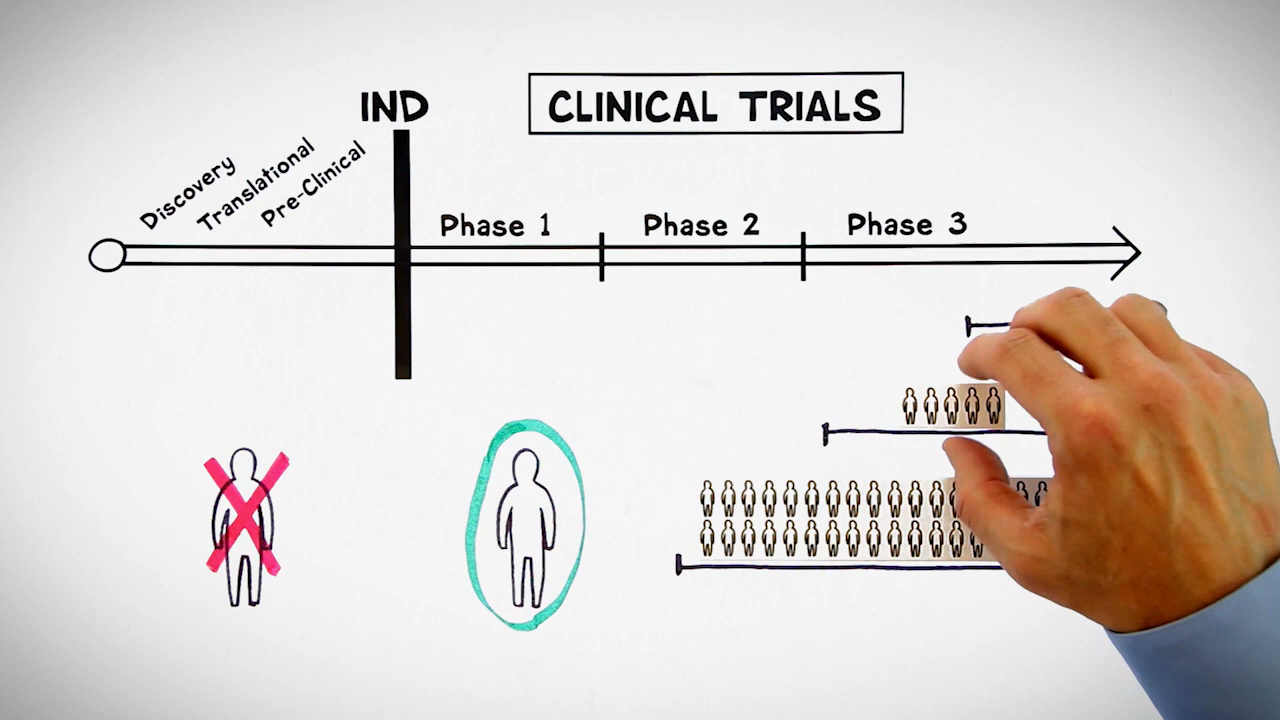 IND
CLINICAL TRIALS
Discovery
Translational
Pre-Clinical
Phase 1
Phase 2
Phase 3